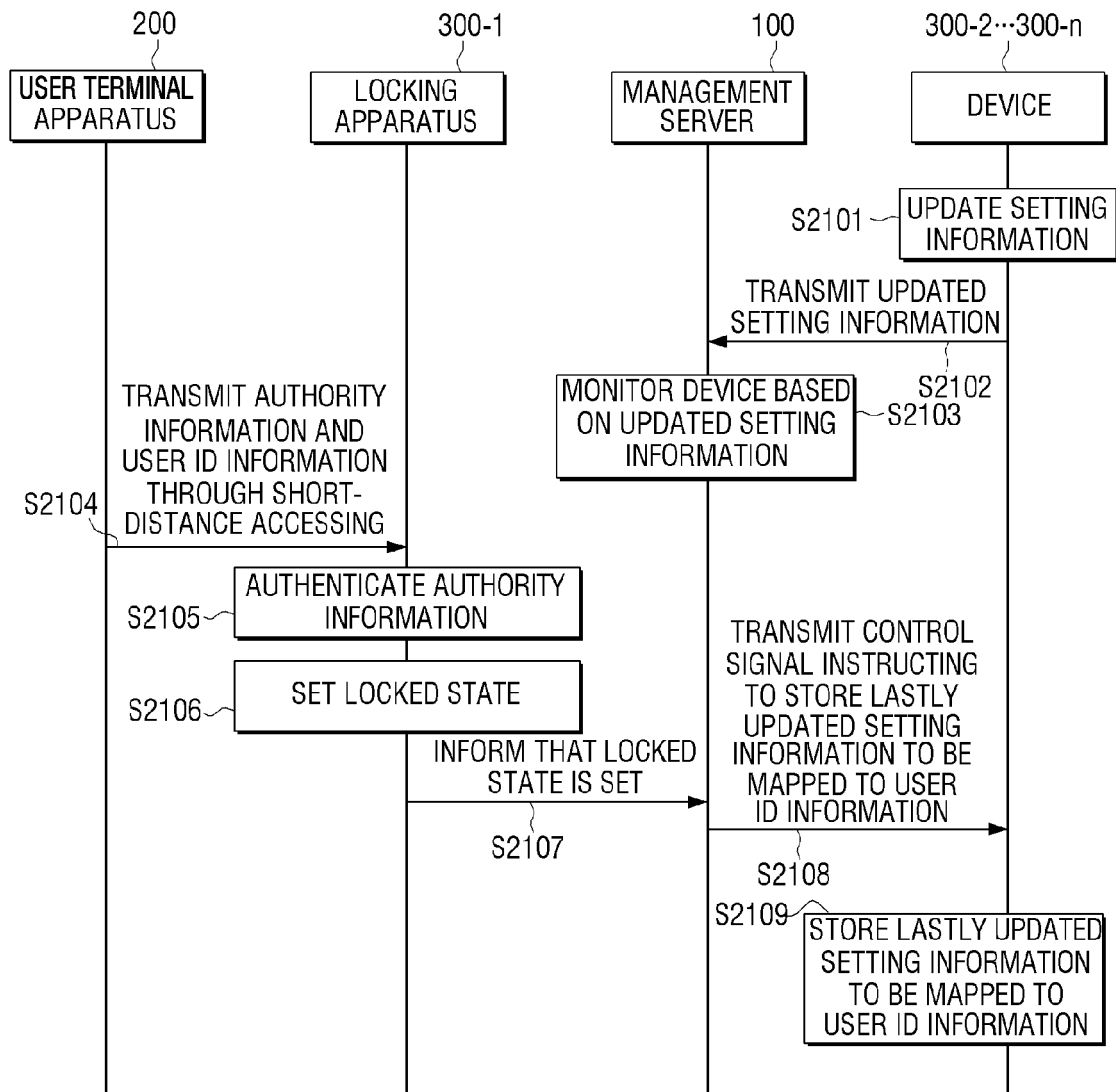 200
300-1
100
300-2···300-n
USER TERMINAL
APPARATUS
LOCKING
APPARATUS
MANAGEMENT
SERVER
DEVICE
S2101
UPDATE SETTING
INFORMATION
TRANSMIT UPDATED
SETTING INFORMATION
S2102
MONITOR DEVICE BASED
ON UPDATED SETTING
INFORMATION
S2103
TRANSMIT AUTHORITY
INFORMATION AND
USER ID INFORMATION
THROUGH SHORT-
DISTANCE ACCESSING
S2104
AUTHENTICATE AUTHORITY
INFORMATION
S2105
SET LOCKED STATE
S2106
INFORM THAT LOCKED
STATE IS SET
S2107
TRANSMIT CONTROL
SIGNAL INSTRUCTING
TO STORE LASTLY
UPDATED SETTING
INFORMATION TO BE
MAPPED TO USER
ID INFORMATION
S2108
S2109
STORE LASTLY UPDATED
SETTING INFORMATION
TO BE MAPPED TO
USER ID INFORMATION